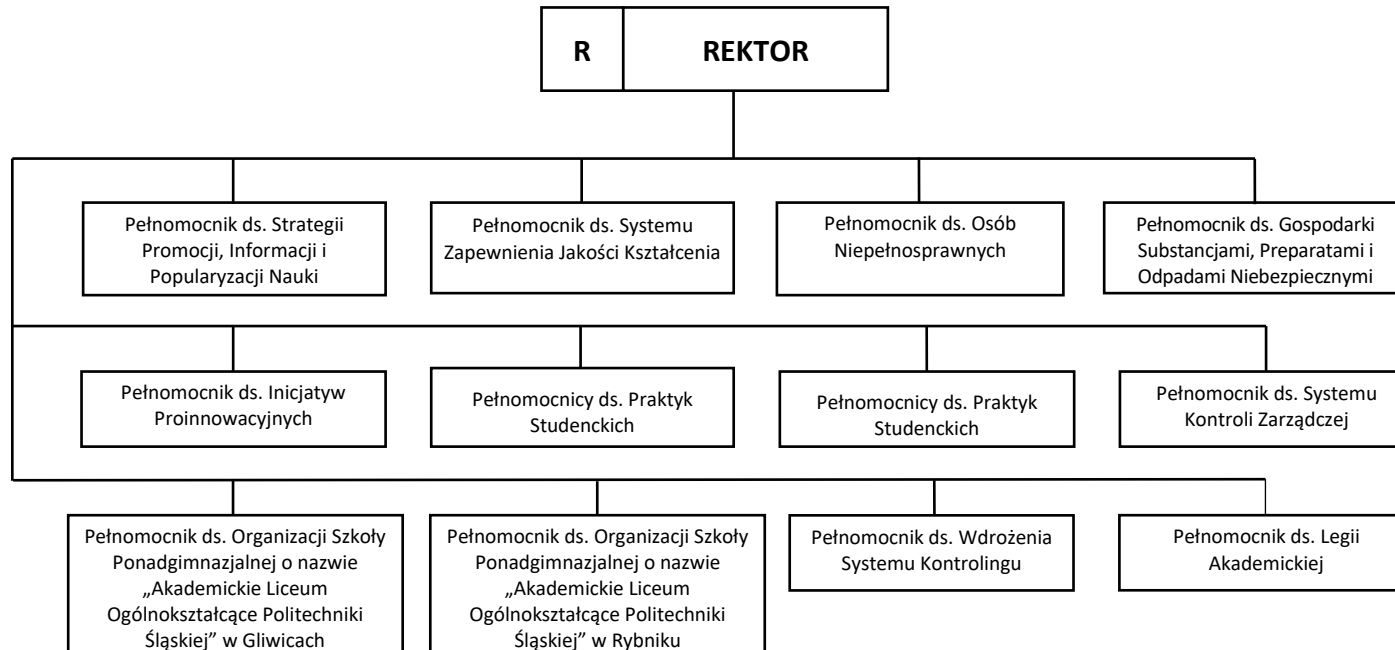 R REKTOR
Pełnomocnik ds. Strategii
Promocji, Informacji i
Popularyzacji Nauki
Pełnomocnik ds. Systemu
Zapewnienia Jakości Kształcenia
Pełnomocnik ds. Osób
Niepełnosprawnych
Pełnomocnik ds. Gospodarki
Substancjami, Preparatami i
Odpadami Niebezpiecznymi
Pełnomocnik ds. Inicjatyw
Proinnowacyjnych
Pełnomocnicy ds. Praktyk
Studenckich
Pełnomocnicy ds. Praktyk
Studenckich
Pełnomocnik ds. Systemu
Kontroli Zarządczej
Pełnomocnik ds. Organizacji Szkoły
Ponadgimnazjalnej o nazwie
„Akademickie Liceum
Ogólnokształcące Politechniki
Śląskiej” w Gliwicach
Pełnomocnik ds. Organizacji Szkoły
Ponadgimnazjalnej o nazwie
„Akademickie Liceum
Ogólnokształcące Politechniki
Śląskiej” w Rybniku
Pełnomocnik ds. Wdrożenia
Systemu Kontrolingu
Pełnomocnik ds. Legii
Akademickiej